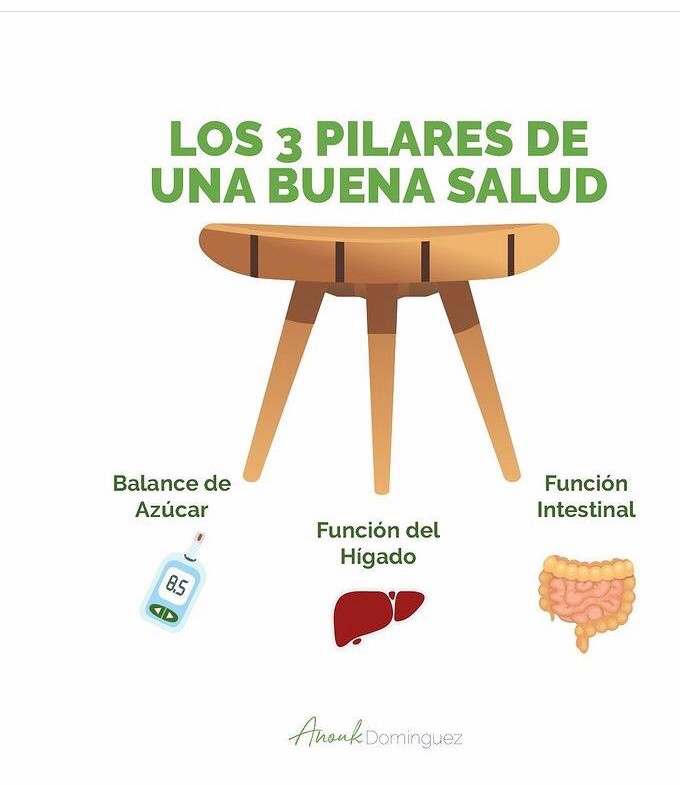 LOS 3 PILARES DE
UNA BUENA SALUD
Balance de
Azúcar
8.5
Función del
Hígado
Función
Intestinal
Anouk Dominguez